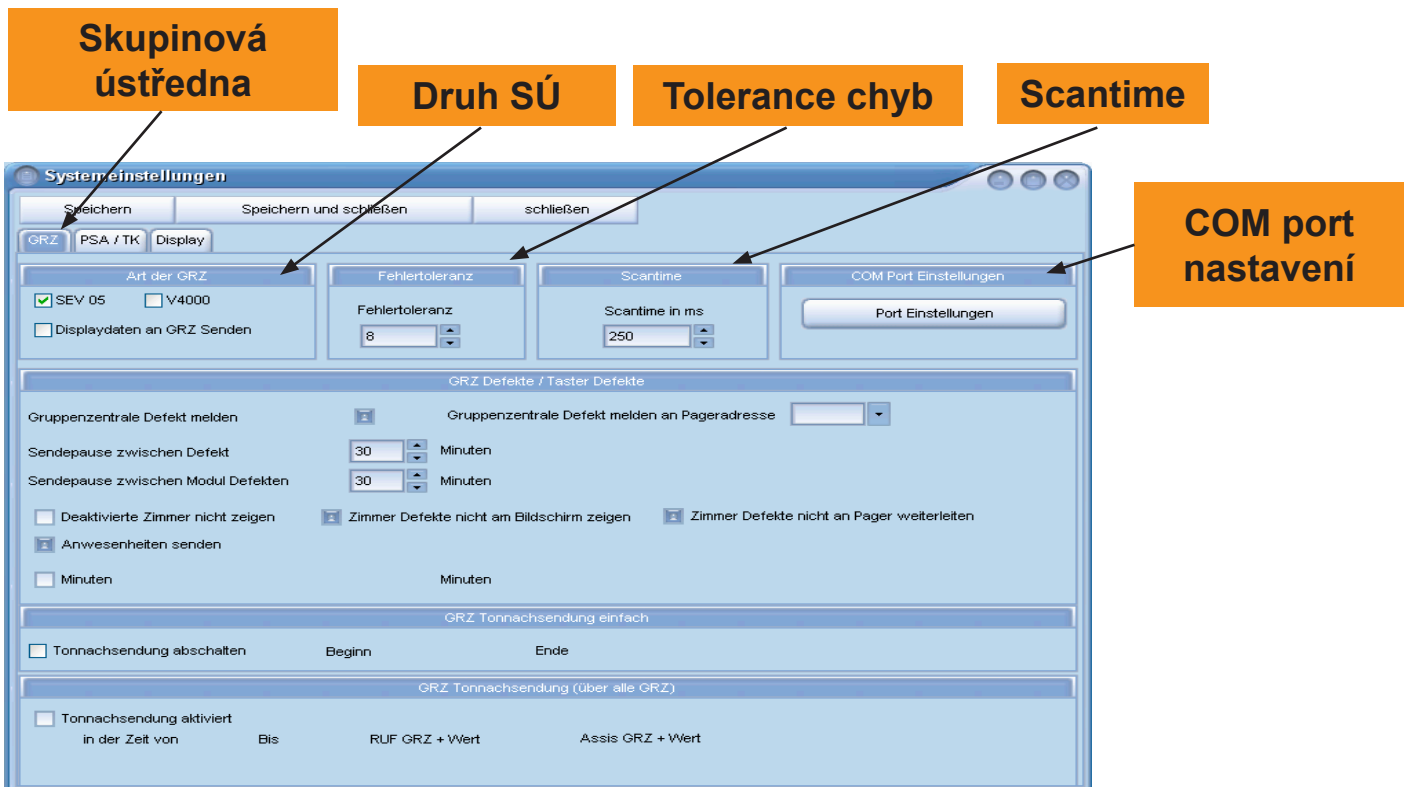 Skupinová
ústředna
Druh SÚ
Tolerance chyb
Scantime
COM port
nastavení
Systemeinstellungen
Speichern
Speichern und schließen
schließen
GRZ
PSA / TK
Display
Art der GRZ
Fehlertoleranz
Scantime
COM Port Einstellungen
SEV 05
V4000
Displaydaten an GRZ Senden
Fehlertoleranz
8
Scantime in ms
250
Port Einstellungen
GRZ Defekte / Taster Defekte
Gruppenzentrale Defekt melden
Gruppenzentrale Defekt melden an Pageradresse
Sendepause zwischen Defekt
30
Minuten
Sendepause zwischen Modul Defekten
30
Minuten
Deaktivierte Zimmer nicht zeigen
Zimmer Defekte nicht am Bildschirm zeigen
Zimmer Defekte nicht an Pager weiterleiten
Anwesenheiten senden
Minuten
Minuten
GRZ Tonnachsendung einfach
Tonnachsendung abschalten
Beginn
Ende
GRZ Tonnachsendung (über alle GRZ)
Tonnachsendung aktiviert
in der Zeit von
Bis
RUF GRZ + Wert
Assis GRZ + Wert